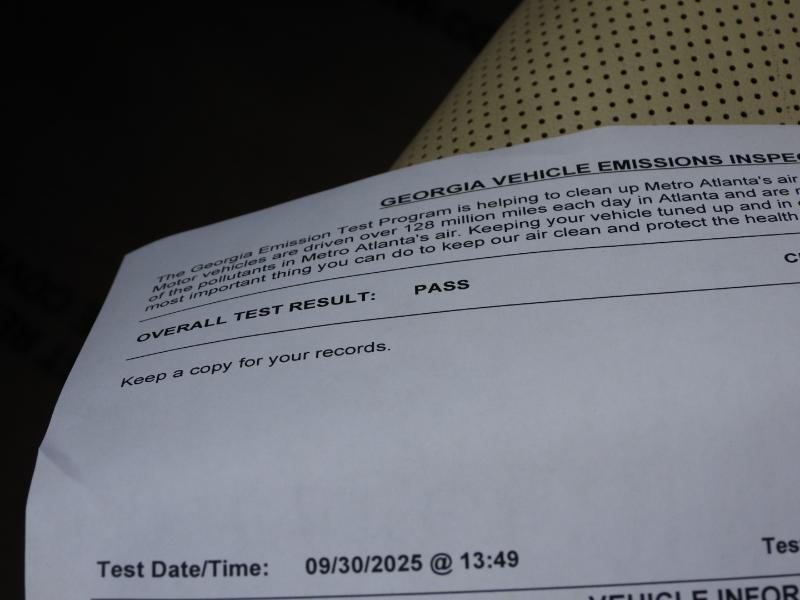 GEORGIA VEHICLE EMISSIONS
The Georgia Emission Test Program is helping to clean up Metro Atlanta's air
Motor vehicles are driven over 128 million miles each day in Atlanta and are
of the pollutants in Metro Atlanta's air. Keeping your vehicle tuned up and in
most important thing you can do to keep our air clean and protect the health
OVERALL TEST RESULT: PASS
Keep a copy for your records.
Test Date/Time: 09/30/2025 @ 13:49
VEHICLE